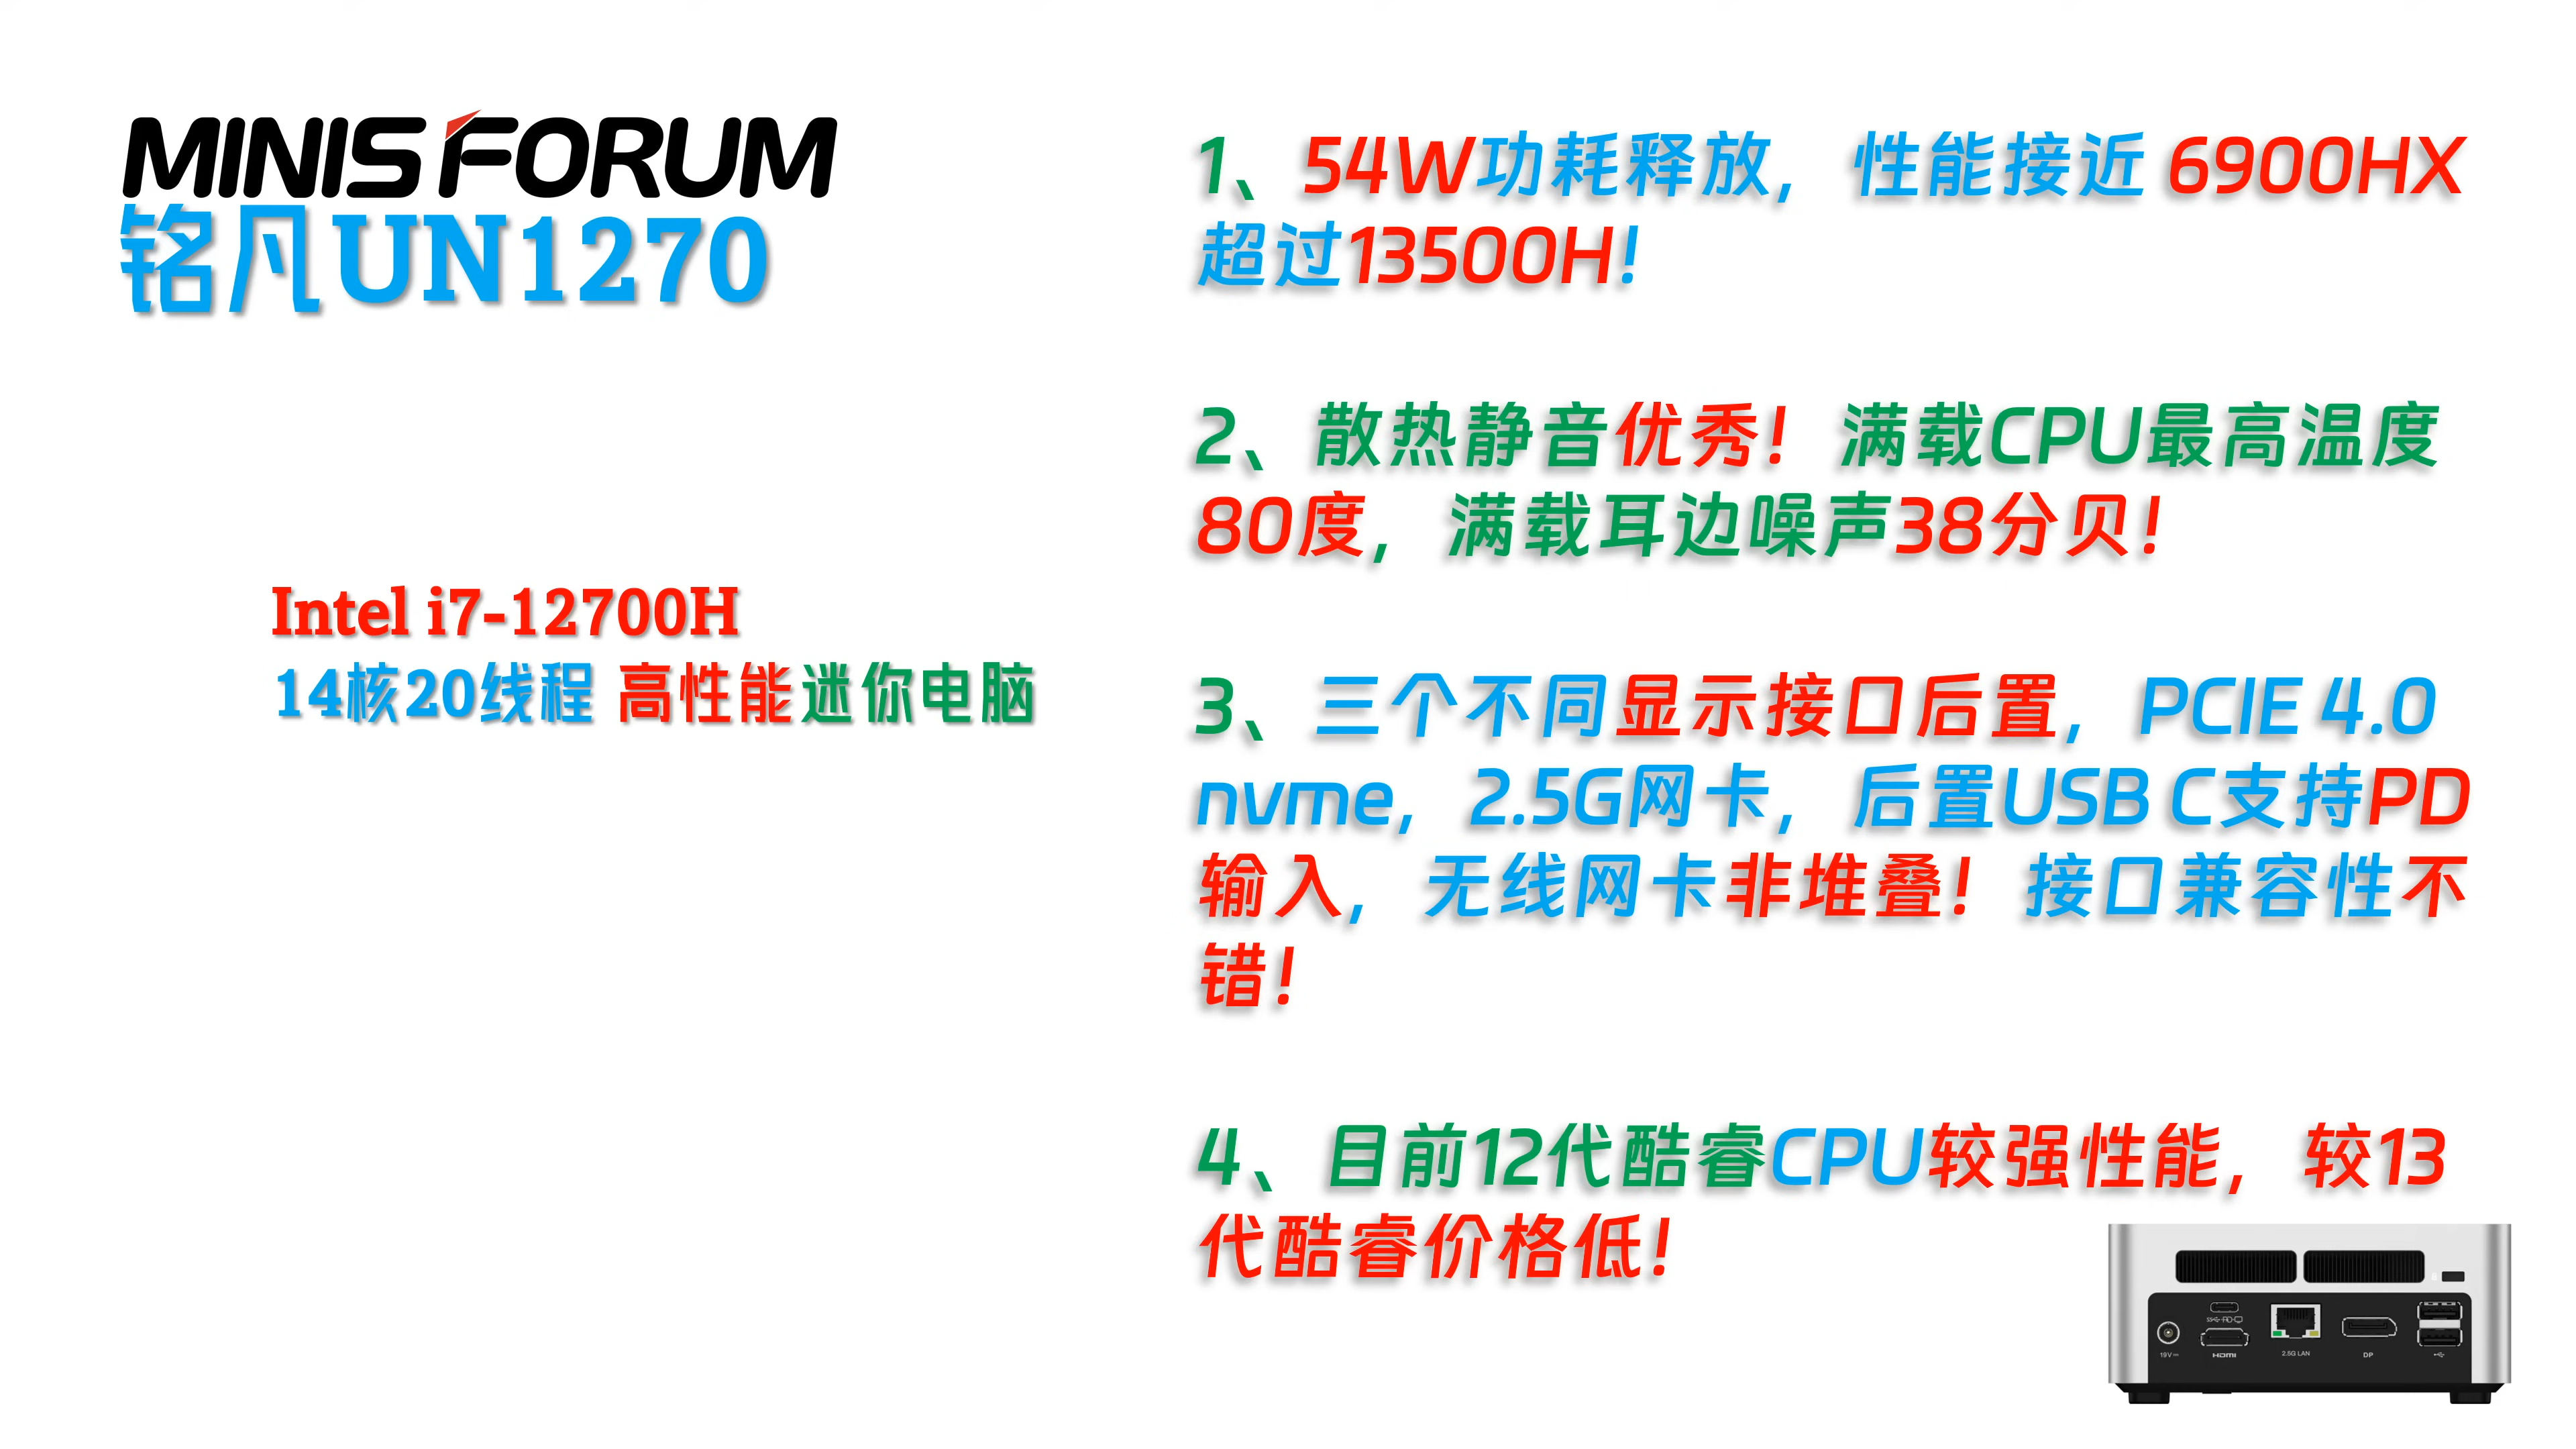 MINISFORUM
铭凡UN1270
Intel i7-12700H
14核20线程 高性能迷你电脑
1、54W功耗释放，性能接近 6900HX
超过13500H！
2、散热静音优秀！满载CPU最高温度
80度，满载耳边噪声38分贝！
3、三个不同显示接口后置，PCIE 4.0
nvme，2.5G网卡，后置USB C支持PD
输入，无线网卡非堆叠！接口兼容性不
错！
4、目前12代酷睿CPU较强性能，较13
代酷睿价格低！
19V
HDMI
2.5G LAN
DP